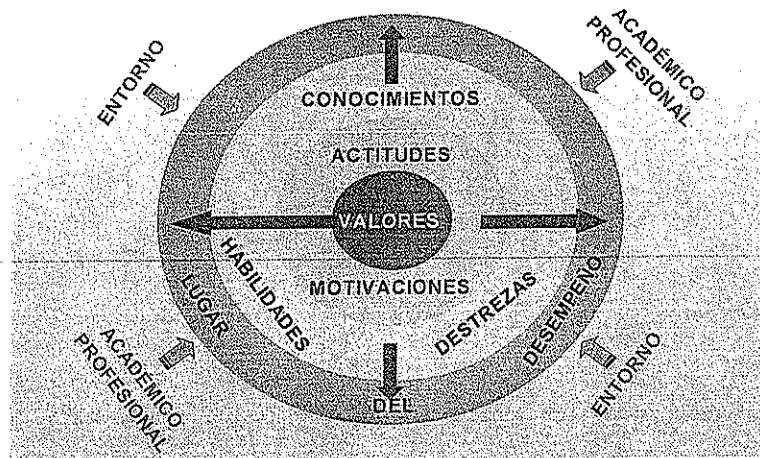 ENTORNO
ACADÉMICO
PROFESIONAL
CONOCIMIENTOS
ACTITUDES
VALORES
MOTIVACIONES
HABILIDADES
DESTREZAS
LUGAR
DEL
DESEMPEÑO
ACADÉMICO
PROFESIONAL
ENTORNO